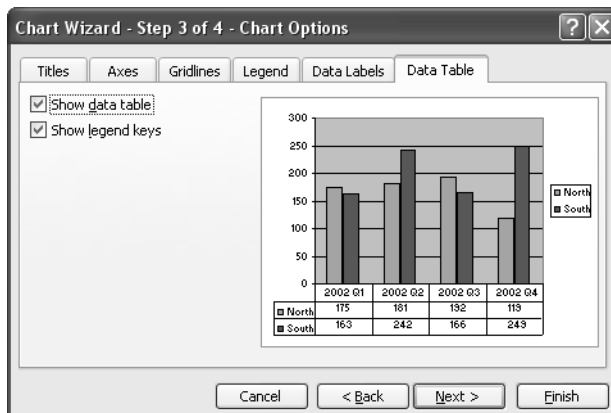 Chart Wizard - Step 3 of 4 - Chart Options
Titles Axes Gridlines Legend Data Labels Data Table
Show data table
Show legend keys
300
250
200
150
100
50
0
North
South
2002 Q1 2002 Q2 2002 Q3 2002 Q4
North 175 181 192 119
South 163 242 166 249
Cancel < Back Next > Finish